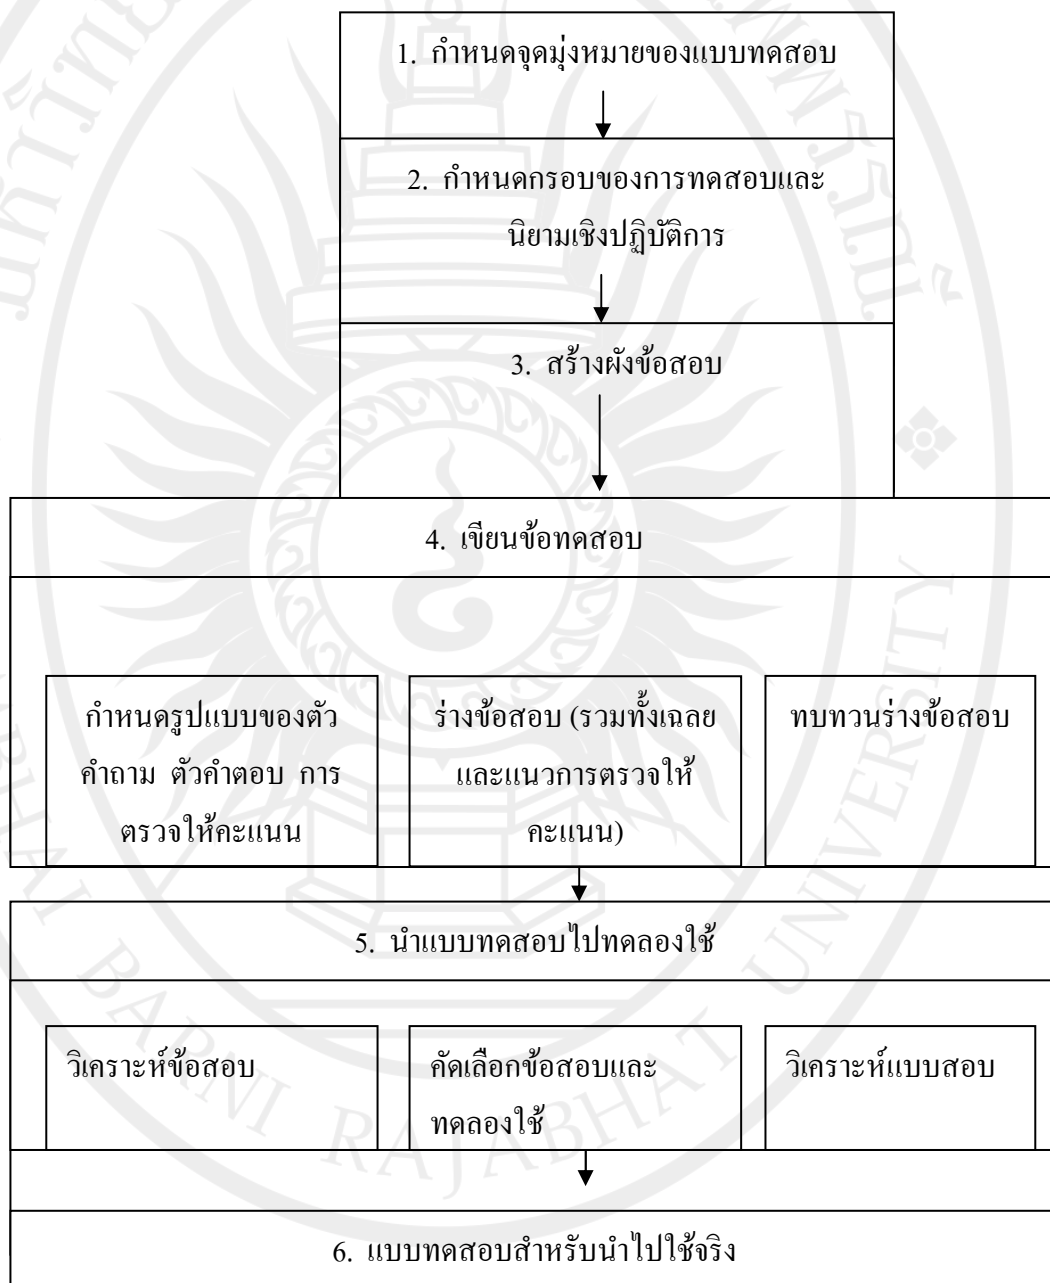 1. กำหนดจุดมุ่งหมายของแบบทดสอบ
2. กำหนดกรอบของการทดสอบและ
นิยามเชิงปฏิบัติการ
3. สร้างผังข้อสอบ
4. เขียนข้อทดสอบ
กำหนดรูปแบบของตัว
คำถาม ตัวคำตอบ การ
ตรวจให้คะแนน
ร่างข้อสอบ (รวมทั้งเฉลย
และแนวการตรวจให้
คะแนน)
ทบทวนร่างข้อสอบ
5. นำแบบทดสอบไปทดลองใช้
วิเคราะห์ข้อสอบ
คัดเลือกข้อสอบและ
ทดลองใช้
วิเคราะห์แบบสอบ
6. แบบทดสอบสำหรับนำไปใช้จริง
BARNI RAJABHAT UNIVERSITY